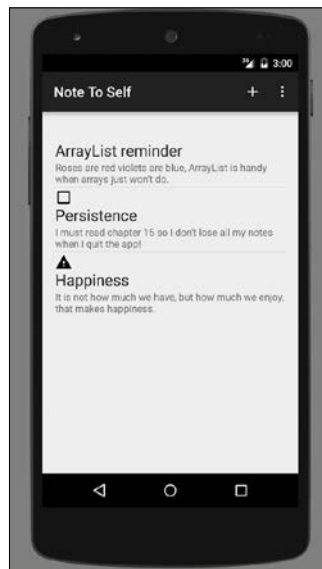 3:00
Note To Self
ArrayList reminder
Roses are red violets are blue, ArrayList is handy
when arrays just won't do.
Persistence
I must read chapter 15 so I don't lose all my notes
when I quit the app!
Happiness
It is not how much we have, but how much we enjoy,
that makes happiness.